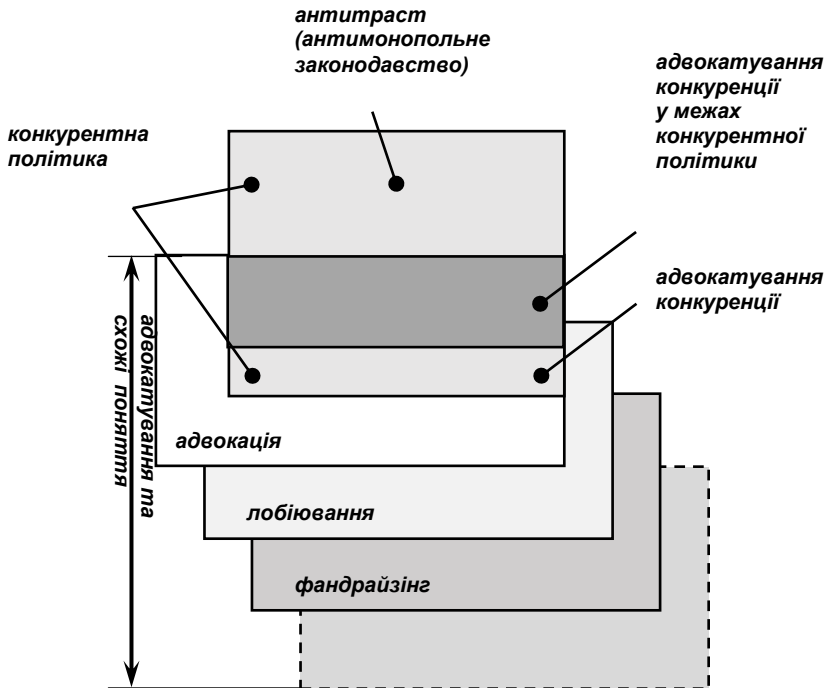 антитраст
(антимонопольне
законодавство)
адвокатування
конкуренції
у межах
конкурентної
політики
конкурентна
політика
адвокатування
конкуренції
адвокатування та
схожі поняття
адвокація
лобіювання
фандрайзінг